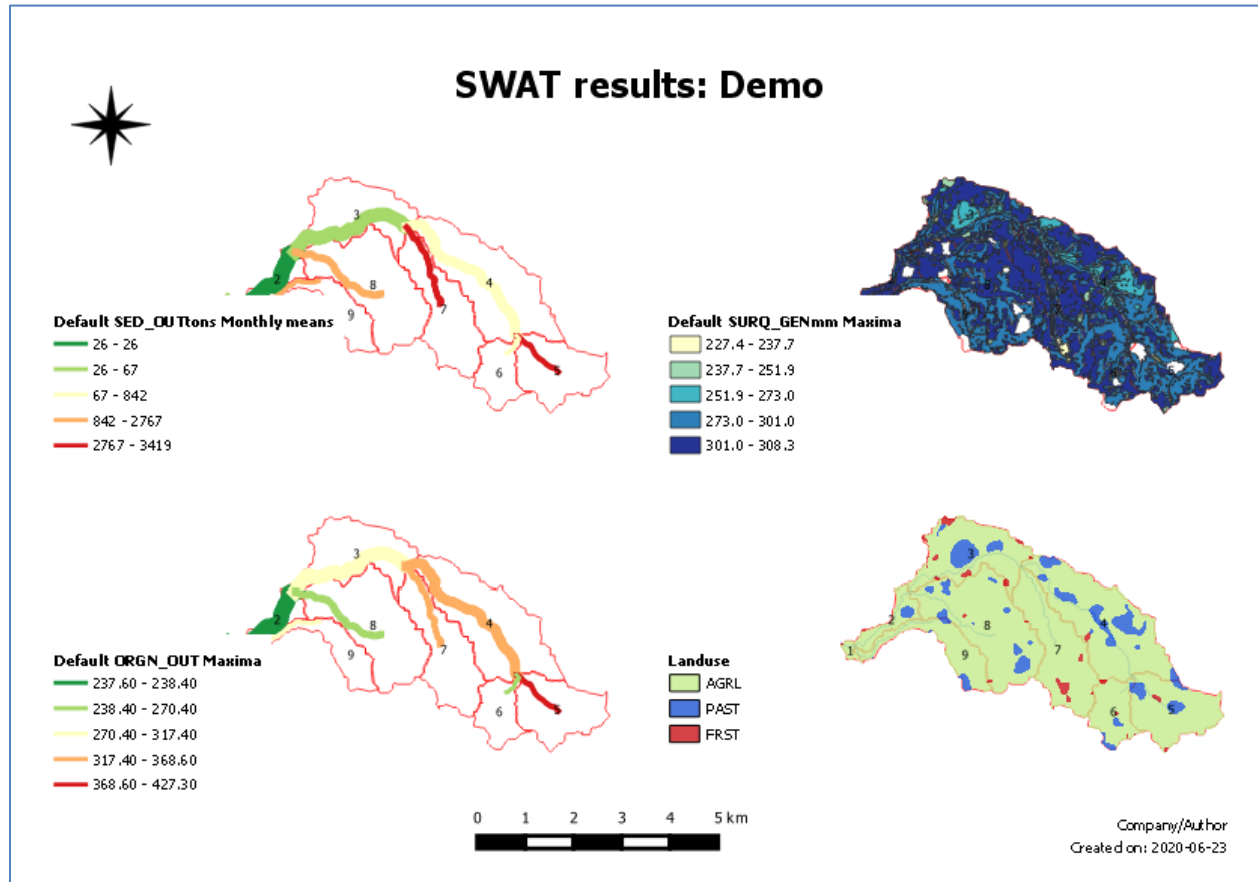 SWAT results: Demo
3
4
2
8
7
9
6
5
Default SED_OUTtons Monthly means
26 - 26
26 - 67
67 - 842
842 - 2767
2767 - 3419
3
4
8
7
5
Default SURQ_GENmm Maxima
227.4 - 237.7
237.7 - 251.9
251.9 - 273.0
273.0 - 301.0
301.0 - 308.3
3
4
2
8
7
9
6
5
Default ORGN_OUT Maxima
237.60 - 238.40
238.40 - 270.40
270.40 - 317.40
317.40 - 368.60
368.60 - 427.30
3
4
2
8
1
7
9
6
5
Landuse
AGRL
PAST
FRST
0 1 2 3 4 5 km
Company/Author
Created on: 2020-06-23